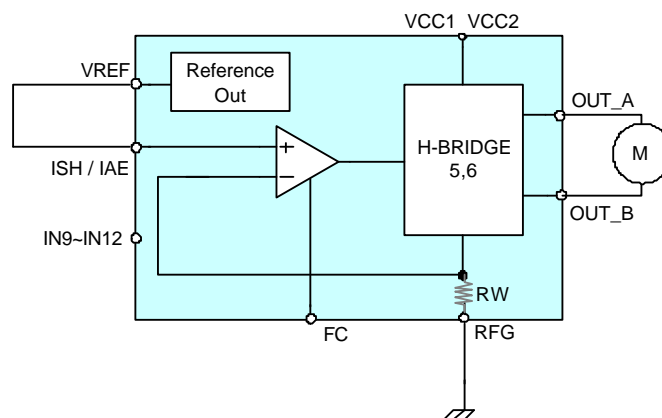 VCC1 VCC2
VREF
Reference
Out
OUT_A
ISH / IAE
+
−
H-BRIDGE
5,6
M
OUT_B
IN9~IN12
RW
FC
RFG